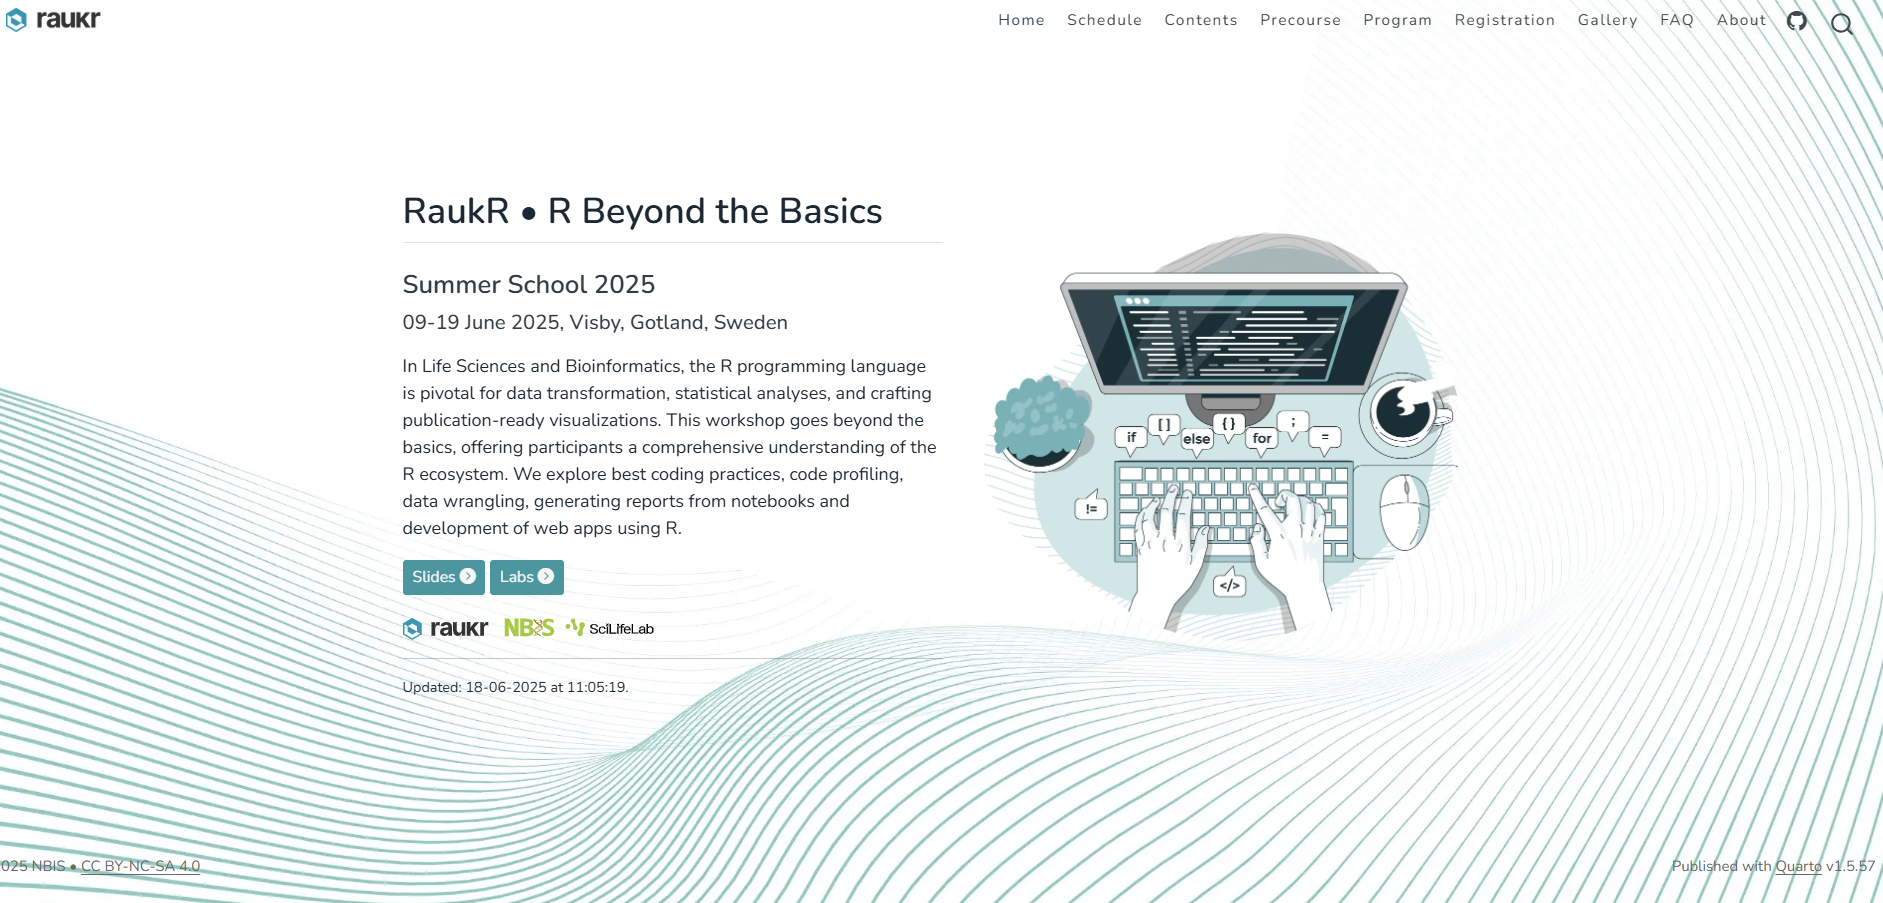 raukr
Home Schedule Contents Precourse Program Registration Gallery FAQ About
RaukR • R Beyond the Basics
Summer School 2025
09-19 June 2025, Visby, Gotland, Sweden
In Life Sciences and Bioinformatics, the R programming language
is pivotal for data transformation, statistical analyses, and crafting
publication-ready visualizations. This workshop goes beyond the
basics, offering participants a comprehensive understanding of the
R ecosystem. We explore best coding practices, code profiling,
data wrangling, generating reports from notebooks and
development of web apps using R.
Slides Labs
raukr NBIS SciLifeLab
Updated: 18-06-2025 at 11:05:19.
if [ ] else { } for ; =
!=
</>
025 NBIS • CC BY-NC-SA 4.0
Published with Quarto v1.5.57